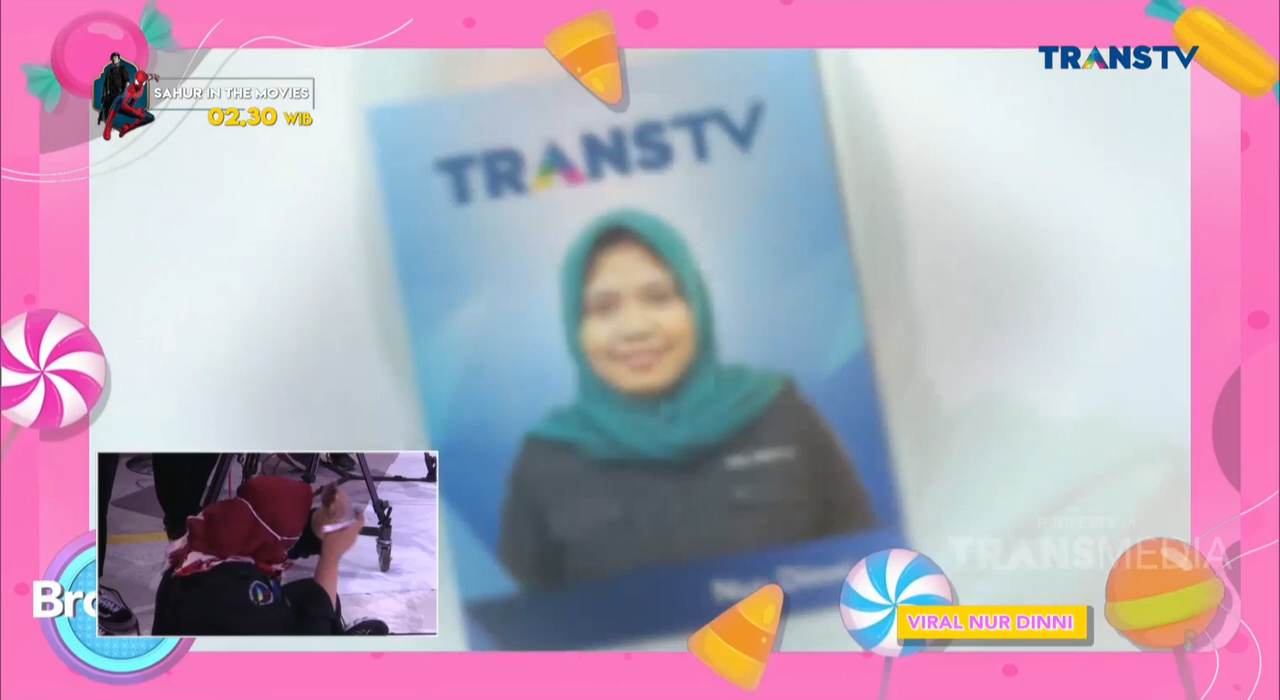 SAHUR IN THE MOVIES
02.30 WIB
TRANSTV
TRANSTV
Bro
TRANSMEDIA
VIRAL NUR DINNI